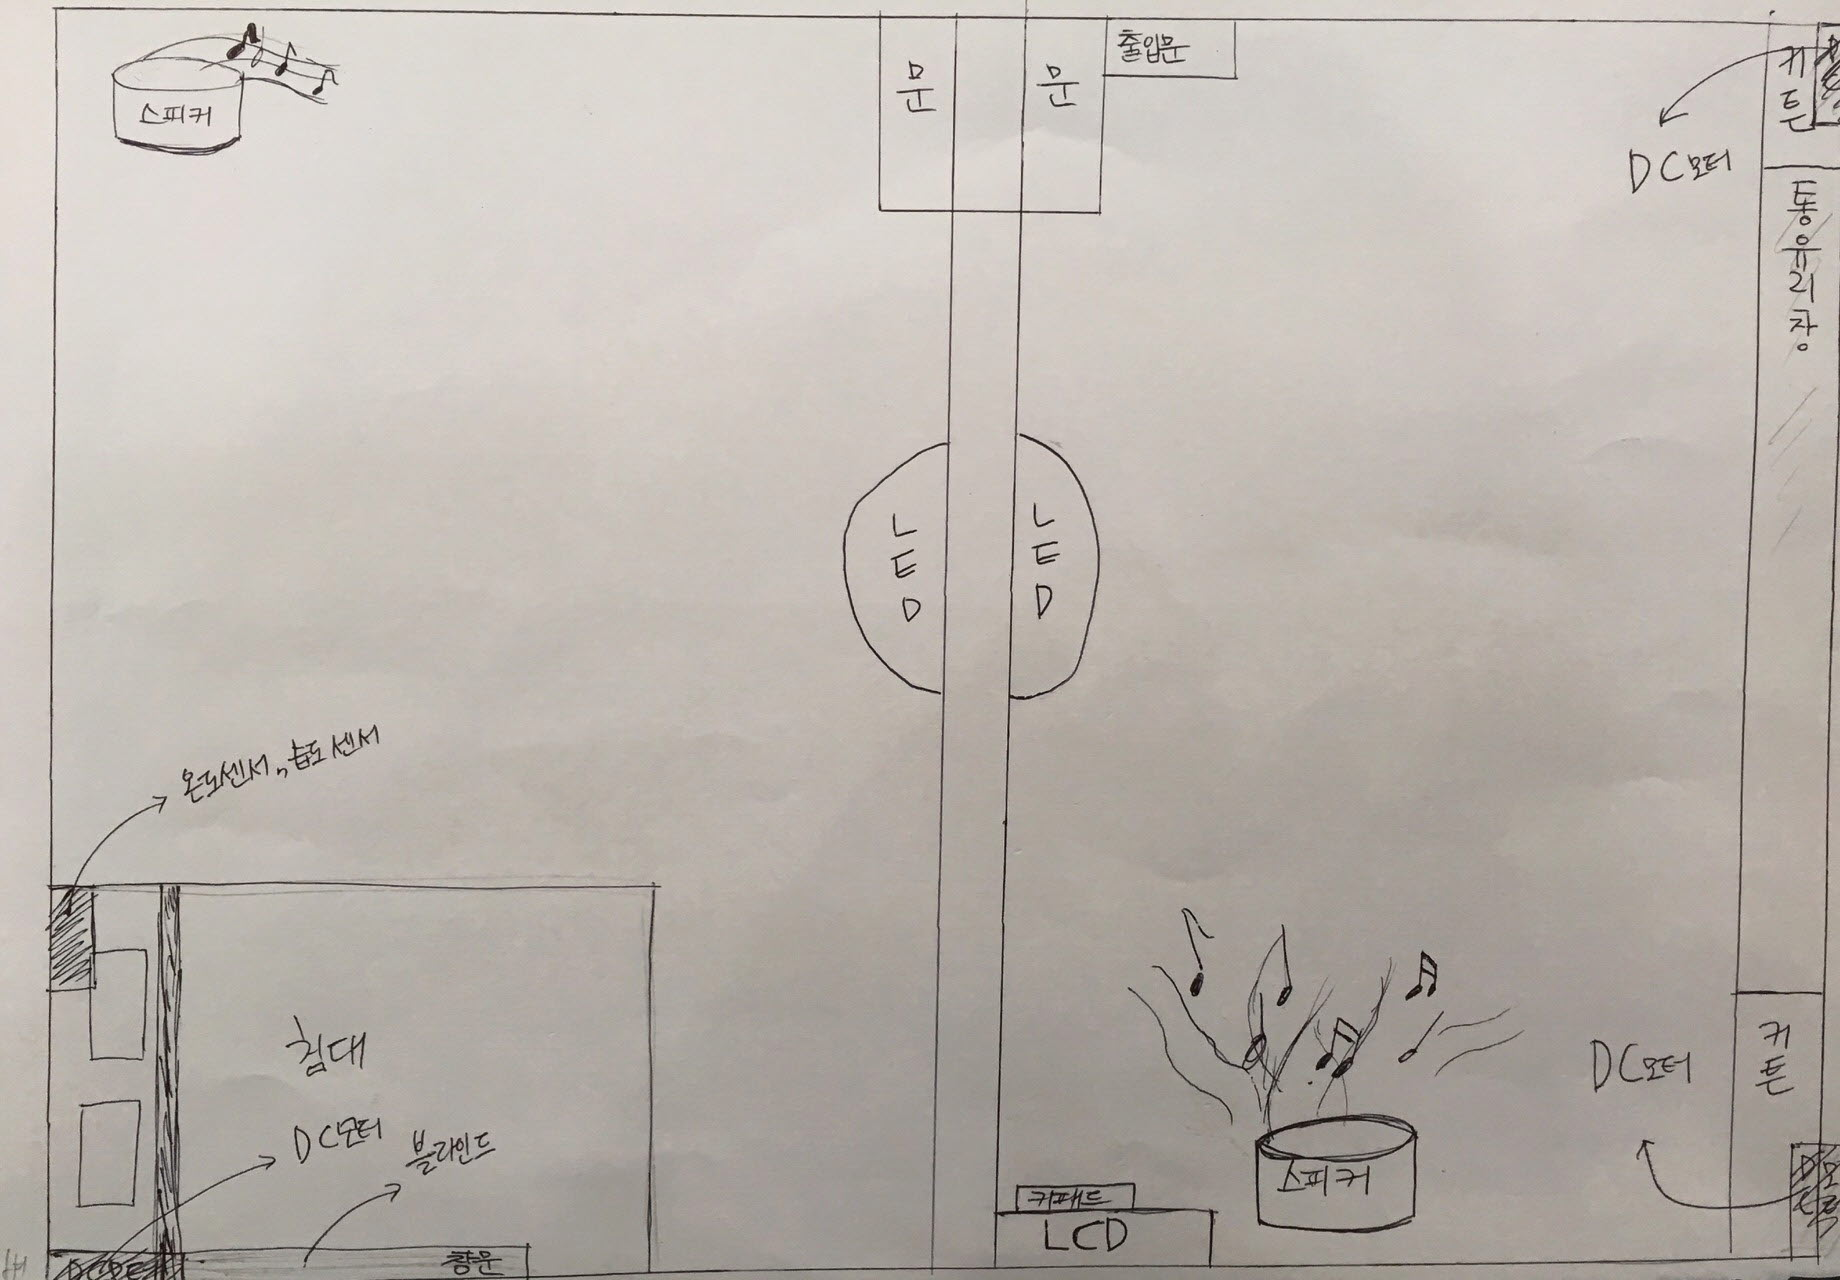 스피커
문
문
출입문
커튼
DC모터
통유리창
LED
LED
온도센서, 습도센서
침대
DC모터
블라인드
창문
키패드
LCD
스피커
DC모터
커튼